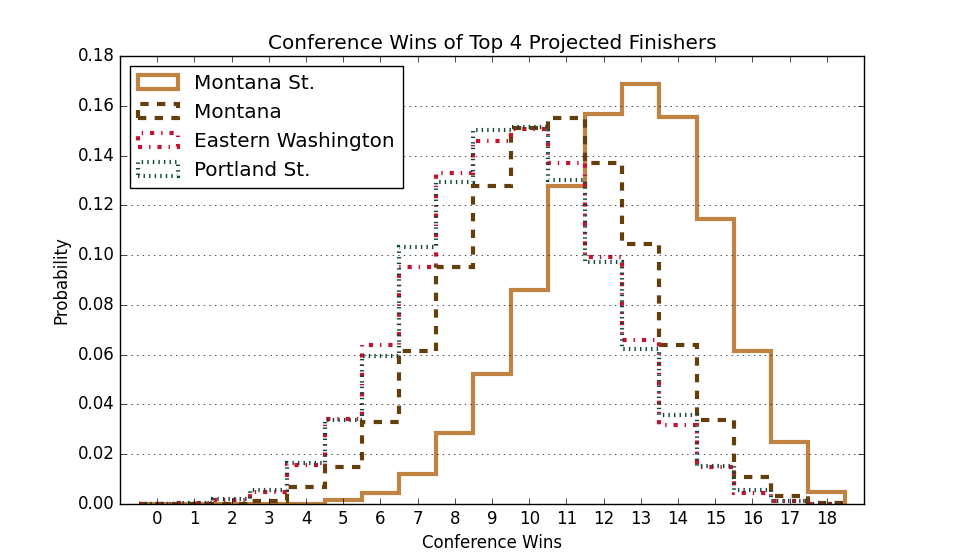 Conference Wins of Top 4 Projected Finishers
0.18
0.16
0.14
0.12
0.10
0.08
0.06
0.04
0.02
0.00
Probability
Montana St.
Montana
Eastern Washington
Portland St.
0 1 2 3 4 5 6 7 8 9 10 11 12 13 14 15 16 17 18
Conference Wins